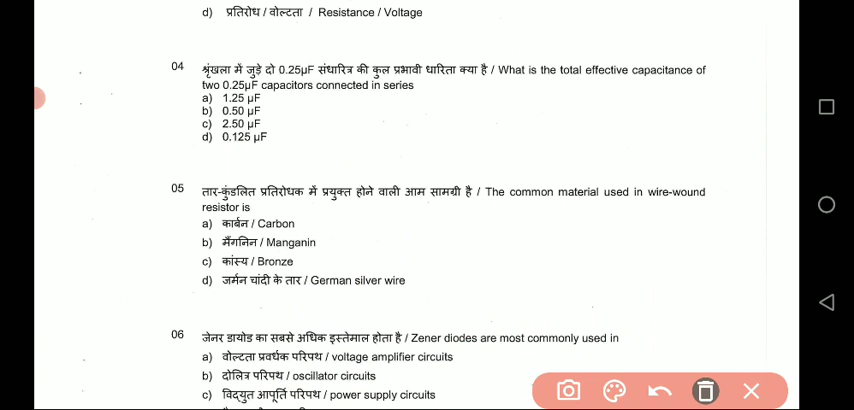 d) प्रतिरोध / वोल्टता / Resistance / Voltage
04 श्रृंखला में जुड़े दो 0.25µF संधारित्र की कुल प्रभावी धारिता क्या है / What is the total effective capacitance of
two 0.25µF capacitors connected in series
a) 1.25 µF
b) 0.50 µF
c) 2.50 µF
d) 0.125 µF
05 तार-कुंडलित प्रतिरोधक में प्रयुक्त होने वाली आम सामग्री है / The common material used in wire-wound
resistor is
a) कार्बन / Carbon
b) मैंगनिन / Manganin
c) कांस्य / Bronze
d) जर्मन चांदी के तार / German silver wire
06 जेनर डायोड का सबसे अधिक इस्तेमाल होता है / Zener diodes are most commonly used in
a) वोल्टता प्रवर्धक परिपथ / voltage amplifier circuits
b) दोलित्र परिपथ / oscillator circuits
c) विद्युत आपूर्ति परिपथ / power supply circuits